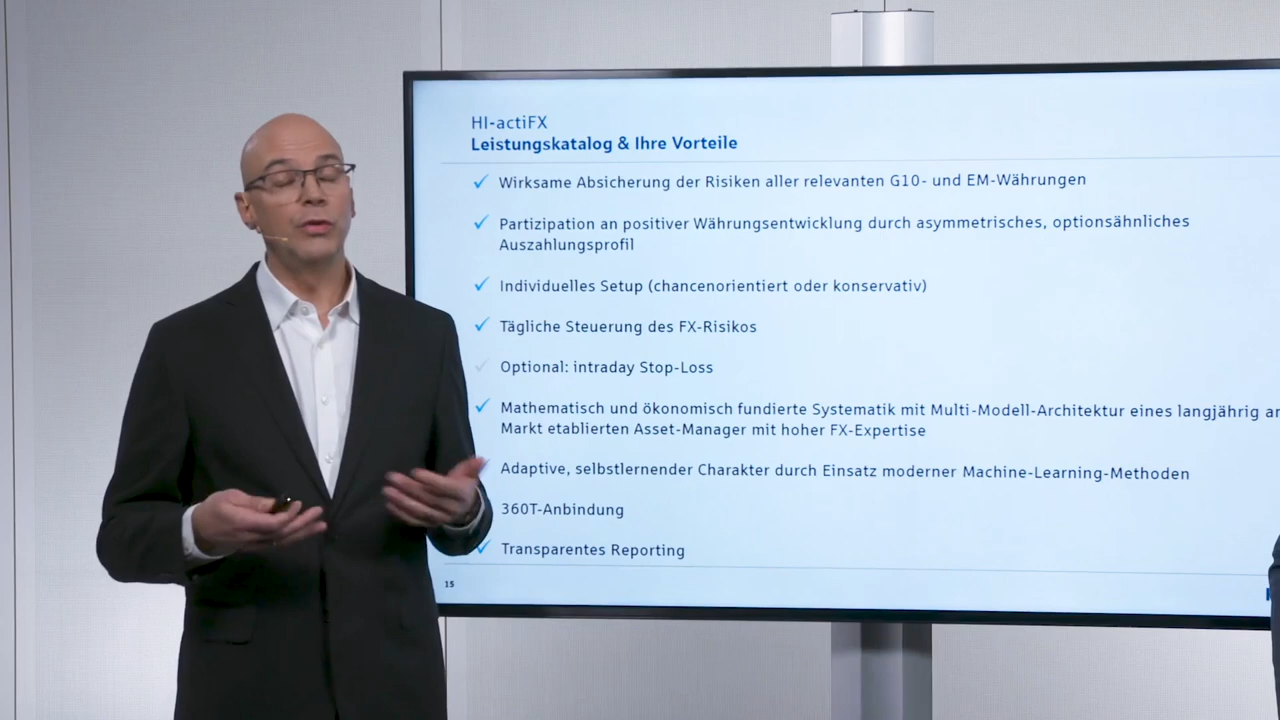 HI-actiFX
Leistungskatalog & Ihre Vorteile
Wirksame Absicherung der Risiken aller relevanten G10- und EM-Währungen
Partizipation an positiver Währungsentwicklung durch asymmetrisches, optionsähnliches
Auszahlungsprofil
Individuelles Setup (chancenorientiert oder konservativ)
Tägliche Steuerung des FX-Risikos
Optional: intraday Stop-Loss
Mathematisch und ökonomisch fundierte Systematik mit Multi-Modell-Architektur eines langjährig
Markt etablierten Asset-Manager mit hoher FX-Expertise
Adaptive, selbstlernender Charakter durch Einsatz moderner Machine-Learning-Methoden
360T-Anbindung
Transparentes Reporting
15